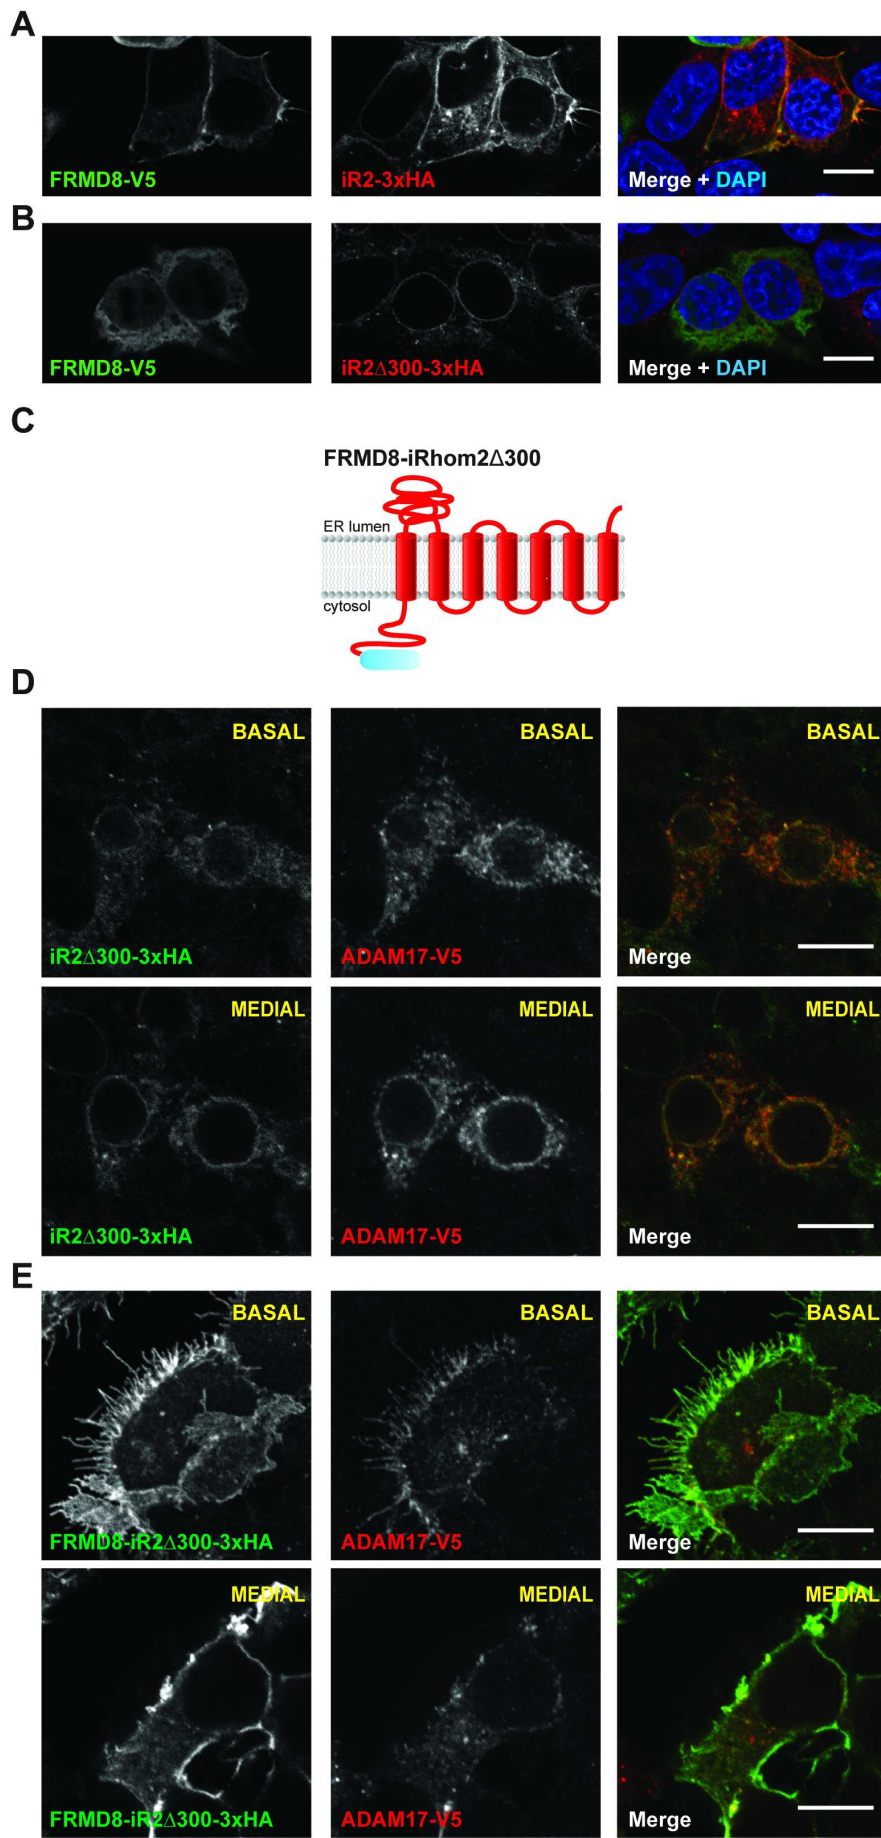 A
FRMD8-V5
iR2-3xHA
Merge + DAPI
B
FRMD8-V5
iR2Δ300-3xHA
Merge + DAPI
C
FRMD8-iRhom2Δ300
ER lumen
cytosol
D
BASAL
BASAL
BASAL
iR2Δ300-3xHA
ADAM17-V5
Merge
MEDIAL
MEDIAL
MEDIAL
iR2Δ300-3xHA
ADAM17-V5
Merge
E
BASAL
BASAL
BASAL
FRMD8-iR2Δ300-3xHA
ADAM17-V5
Merge
MEDIAL
MEDIAL
MEDIAL
FRMD8-iR2Δ300-3xHA
ADAM17-V5
Merge